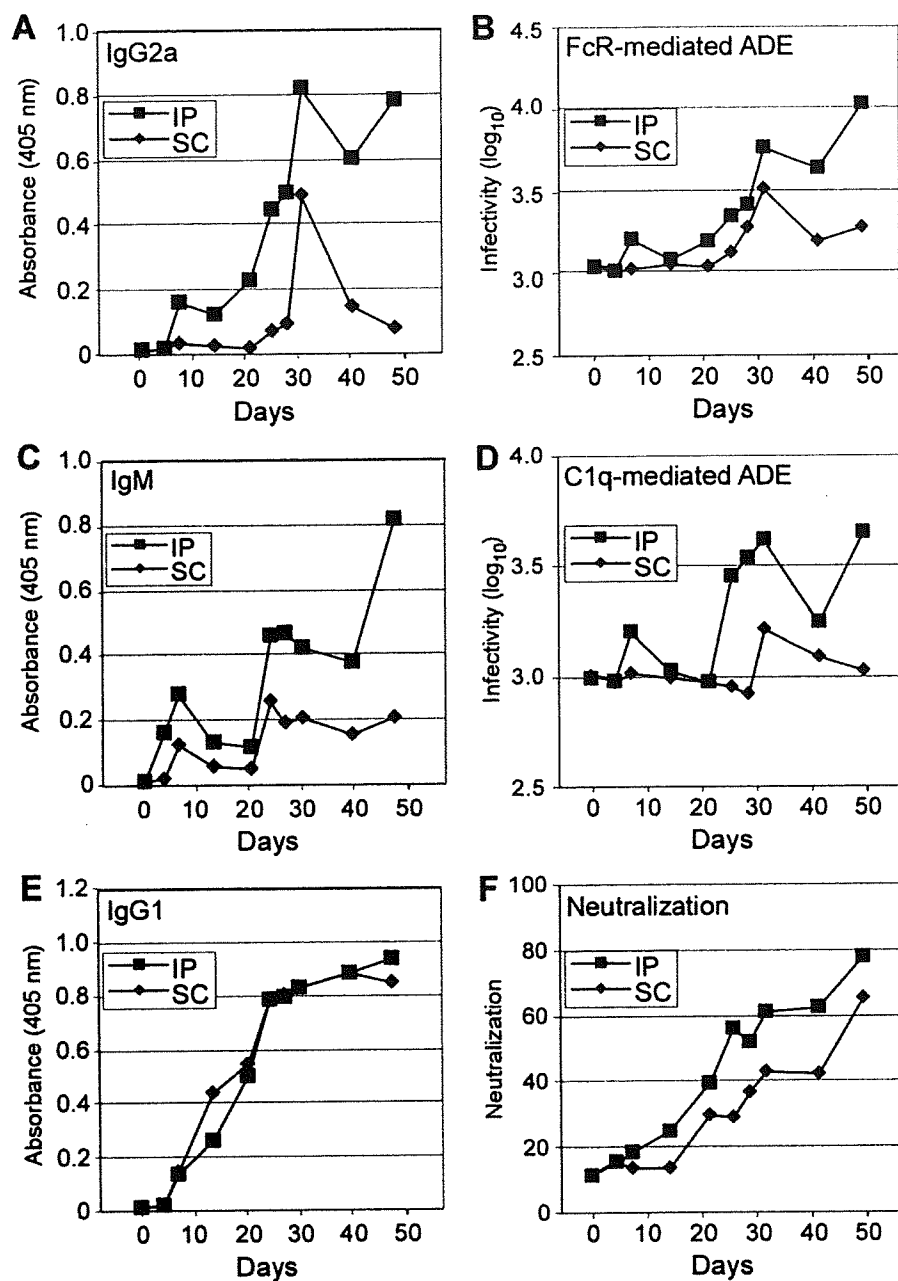 A
IgG2a
IP
SC
Absorbance (405 nm)
1.0
0.8
0.6
0.4
0.2
0
0 10 20 30 40 50
Days
B
FcR-mediated ADE
IP
SC
Infectivity (log10)
4.5
4.0
3.5
3.0
2.5
0 10 20 30 40 50
Days
C
IgM
IP
SC
Absorbance (405 nm)
1.0
0.8
0.6
0.4
0.2
0
0 10 20 30 40 50
Days
D
C1q-mediated ADE
IP
SC
Infectivity (log10)
4.0
3.5
3.0
2.5
0 10 20 30 40 50
Days
E
IgG1
IP
SC
Absorbance (405 nm)
1.2
1.0
0.8
0.6
0.4
0.2
0
0 10 20 30 40 50
Days
F
Neutralization
IP
SC
Neutralization
100
80
60
40
20
0
0 10 20 30 40 50
Days